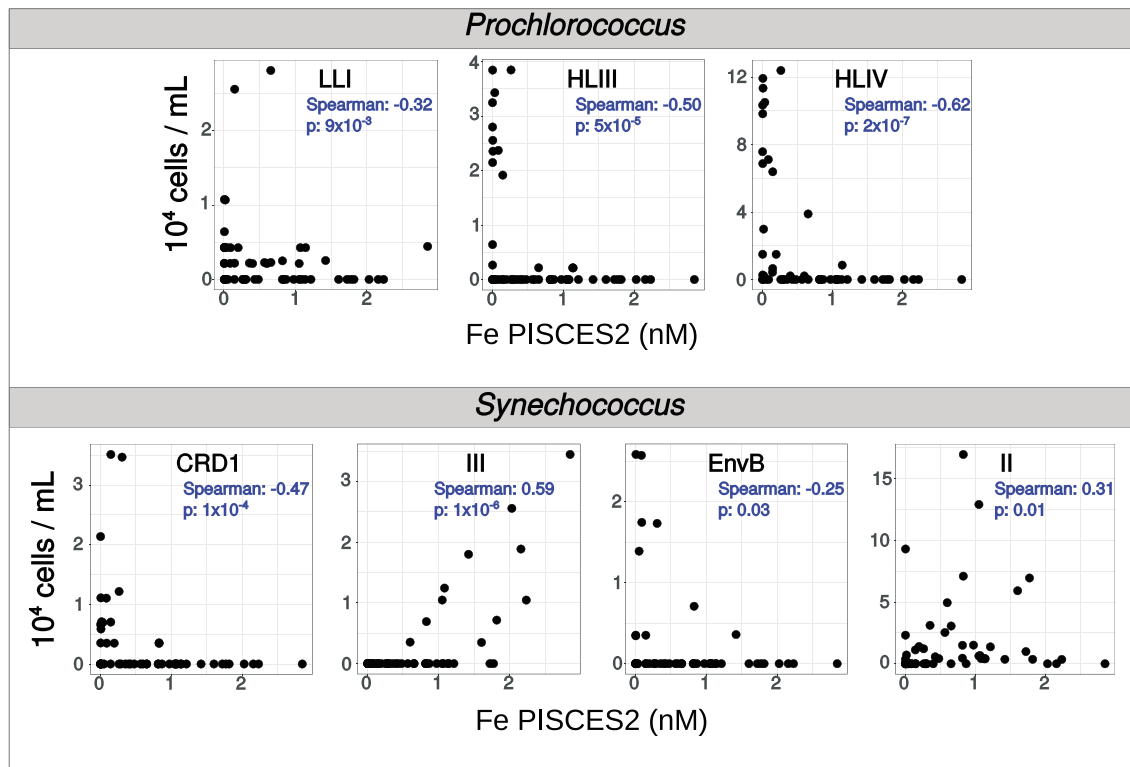 Prochlorococcus
LLI
Spearman: -0.32
p: 9x10⁻³
HLIII
Spearman: -0.50
p: 5x10⁻⁵
HLIV
Spearman: -0.62
p: 2x10⁻⁷
10⁴ cells / mL
2
1
0
0 1 2
4
3
2
1
0
0 1 2
12
8
4
0
0 1 2
Fe PISCES2 (nM)
Synechococcus
CRD1
Spearman: -0.47
p: 1x10⁻⁴
III
Spearman: 0.59
p: 1x10⁻⁶
EnvB
Spearman: -0.25
p: 0.03
II
Spearman: 0.31
p: 0.01
10⁴ cells / mL
3
2
1
0
0 1 2
3
2
1
0
0 1 2
2
1
0
0 1 2
15
10
5
0
0 1 2
Fe PISCES2 (nM)